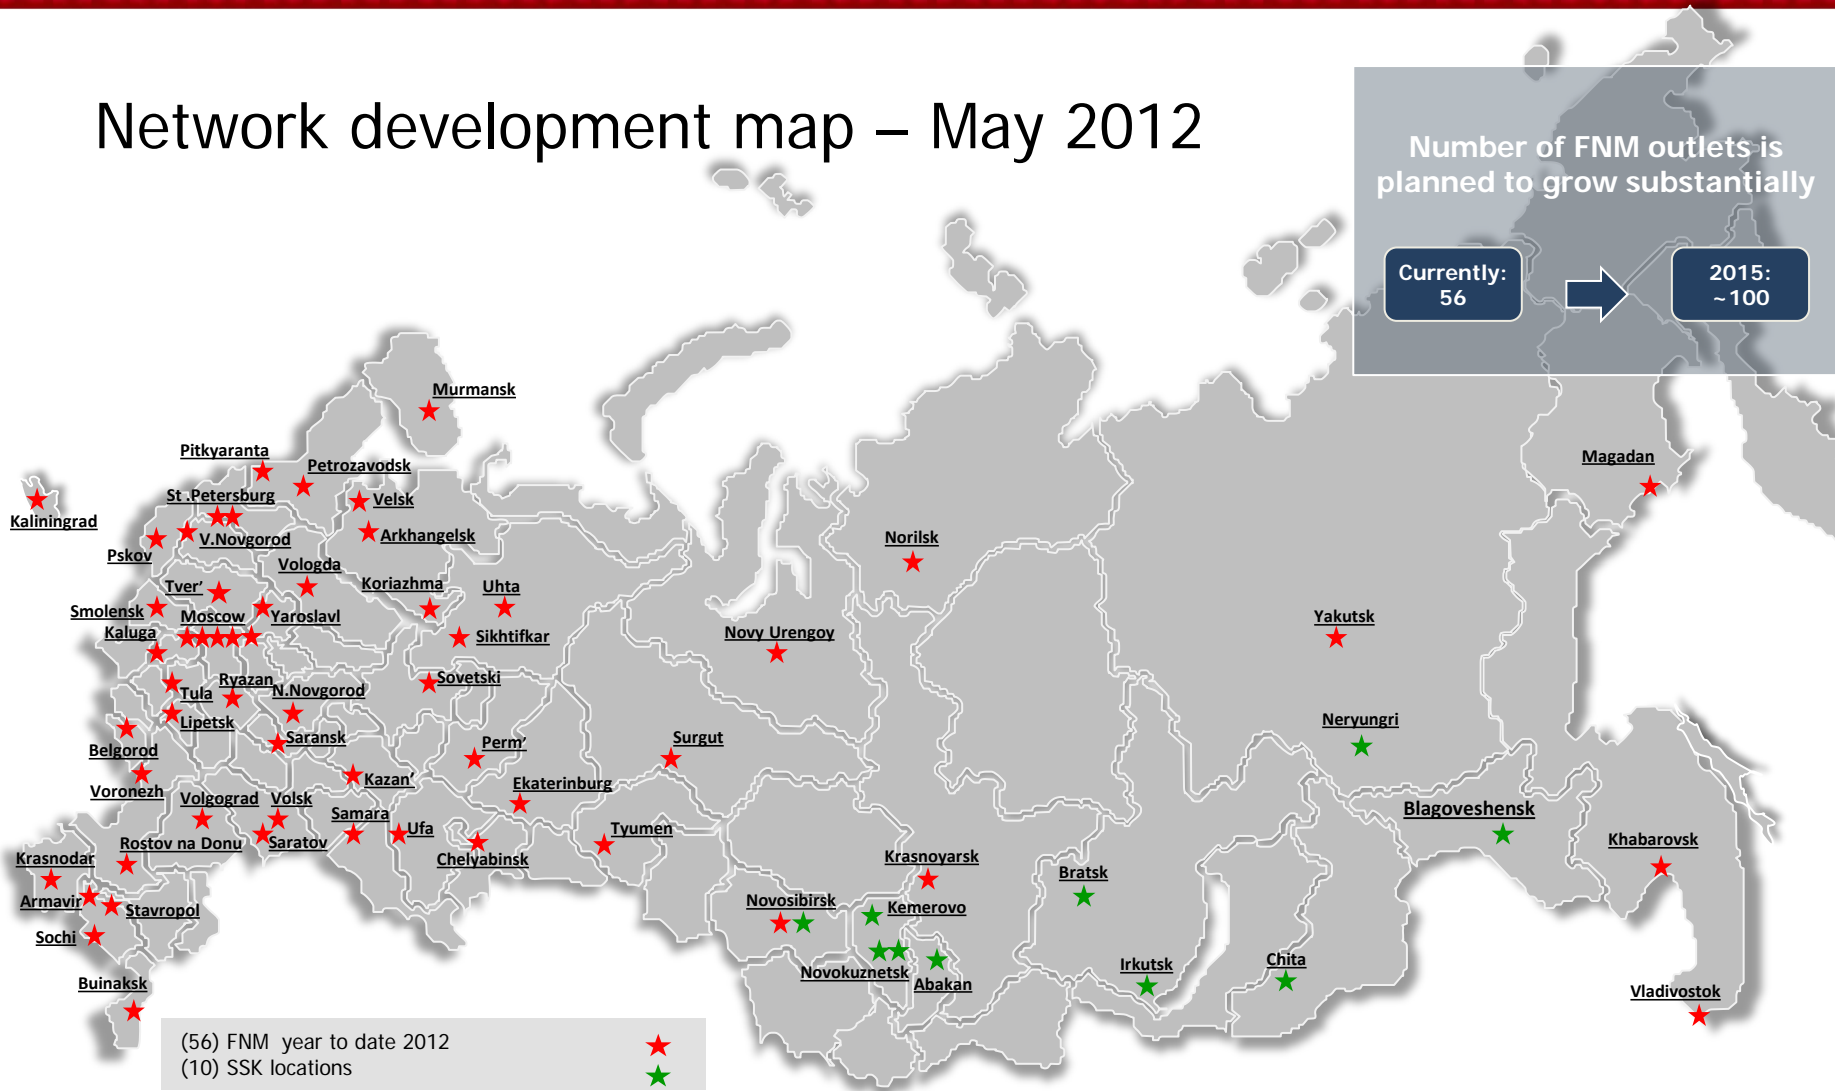 Network development map – May 2012
Number of FNM outlets is
planned to grow substantially
Currently:
56
2015:
~100
Murmansk
Pitkyaranta
Petrozavodsk
Magadan
St .Petersburg
Velsk
Kaliningrad
Arkhangelsk
V.Novgorod
Norilsk
Pskov
Vologda
Tver’
Koriazhma
Uhta
Smolensk
Moscow
Yaroslavl
Yakutsk
Kaluga
Sikhtifkar
Novy Urengoy
Ryazan
Sovetski
Tula
N.Novgorod
Lipetsk
Neryungri
Saransk
Perm’
Surgut
Belgorod
Kazan’
Ekaterinburg
Voronezh
Volgograd
Volsk
Samara
Blagoveshensk
Ufa
Tyumen
Rostov na Donu
Saratov
Khabarovsk
Krasnodar
Chelyabinsk
Krasnoyarsk
Bratsk
Armavir
Stavropol
Novosibirsk
Kemerovo
Sochi
Irkutsk
Chita
Novokuznetsk
Abakan
Buinaksk
Vladivostok
(56) FNM year to date 2012
(10) SSK locations